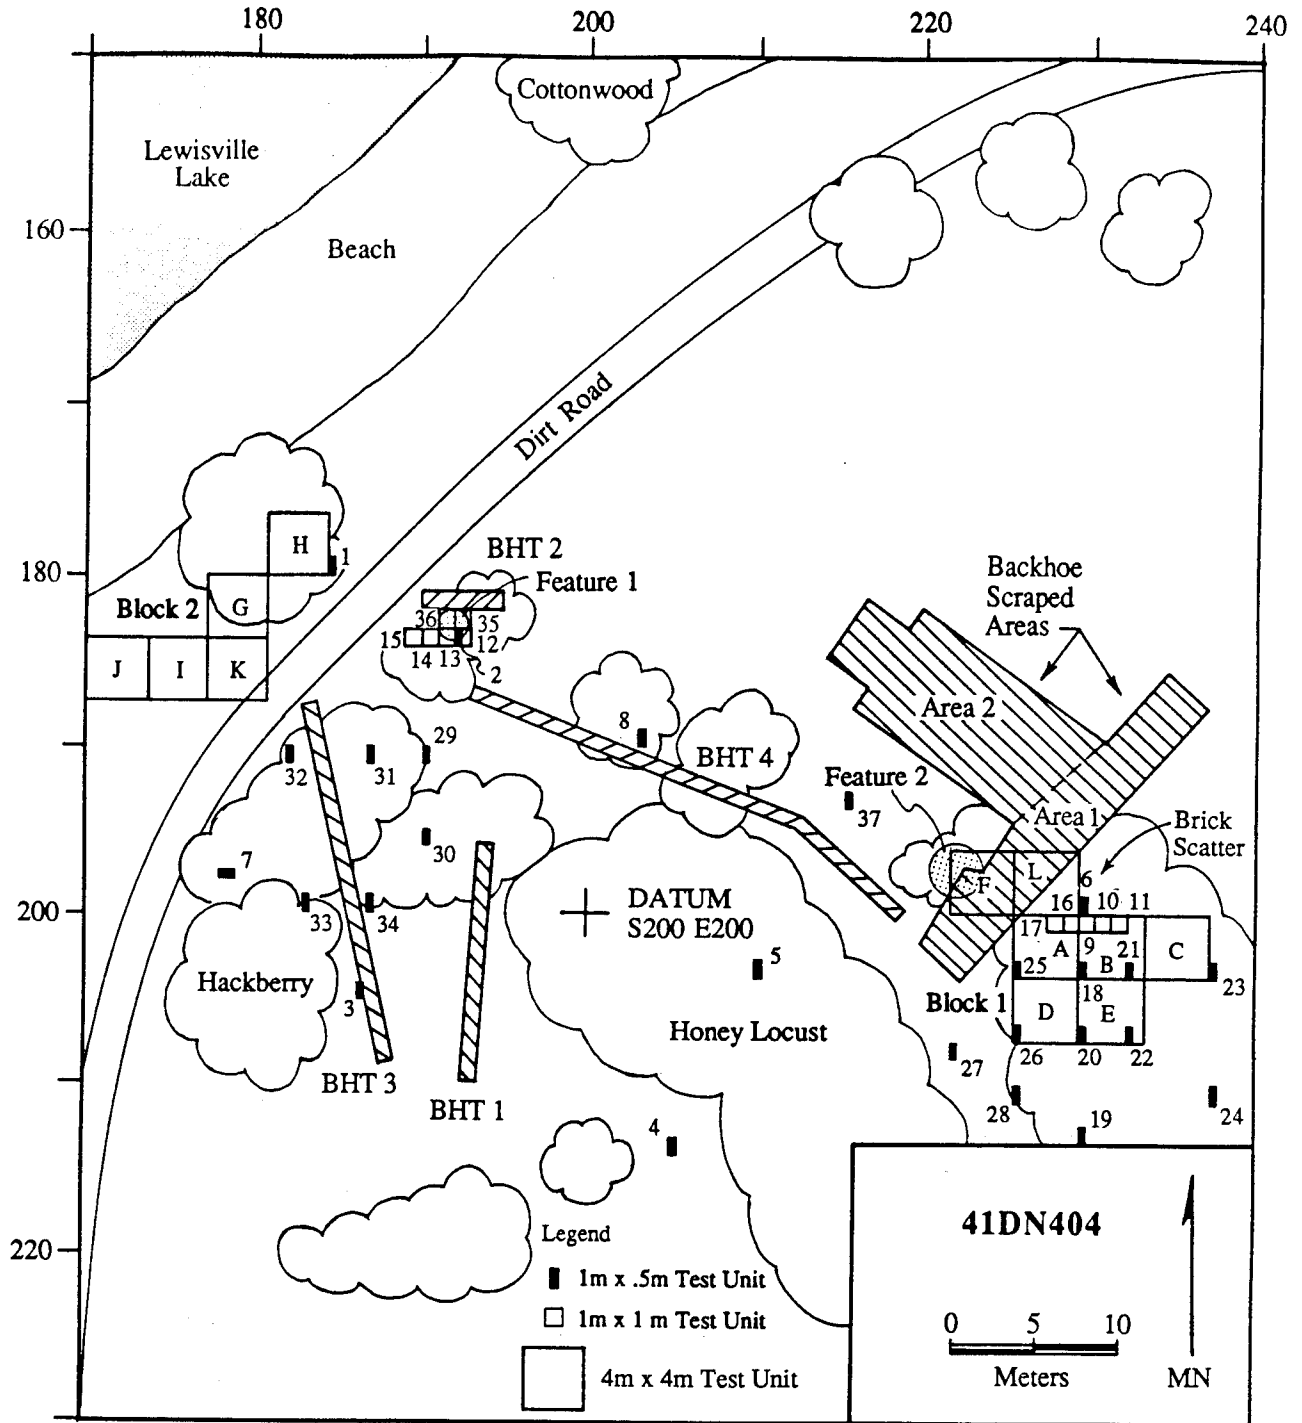 180
200
220
240
Cottonwood
Lewisville
Lake
Beach
160
Dirt Road
BHT 2
H
1
180
Feature 1
Backhoe
Scraped
Areas
Block 2
G
36
35
15
12
14
13
2
J
I
K
Area 2
8
29
BHT 4
32
31
Feature 2
37
Area 1
Brick
Scatter
30
7
F
L
6
16
10
11
200
33
34
DATUM
S200 E200
17
A
9
21
B
C
5
25
23
Hackberry
3
Block 1
18
D
E
Honey Locust
26
20
22
27
BHT 3
BHT 1
28
24
4
19
41DN404
220
Legend
1m x .5m Test Unit
1m x 1 m Test Unit
4m x 4m Test Unit
0
5
10
Meters
MN